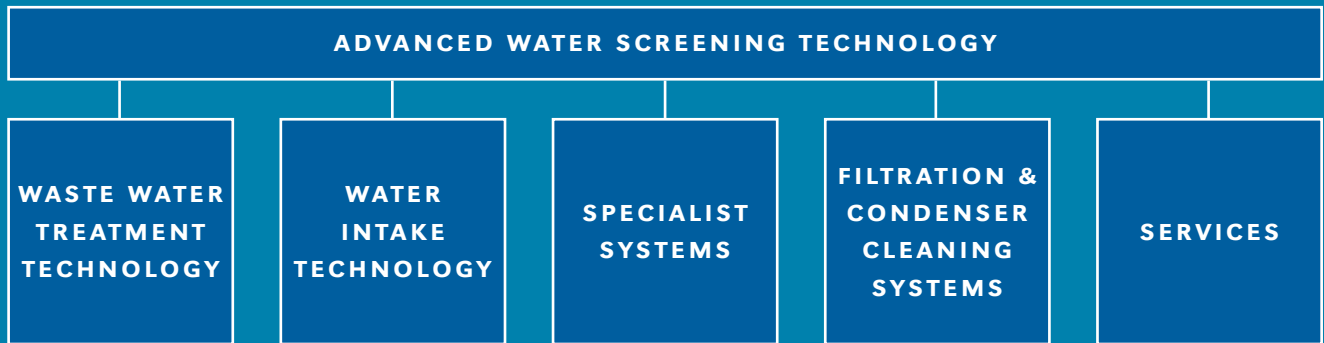 ADVANCED WATER SCREENING TECHNOLOGY
WASTE WATER
TREATMENT
TECHNOLOGY
WATER
INTAKE
TECHNOLOGY
SPECIALIST
SYSTEMS
FILTRATION &
CONDENSER
CLEANING
SYSTEMS
SERVICES